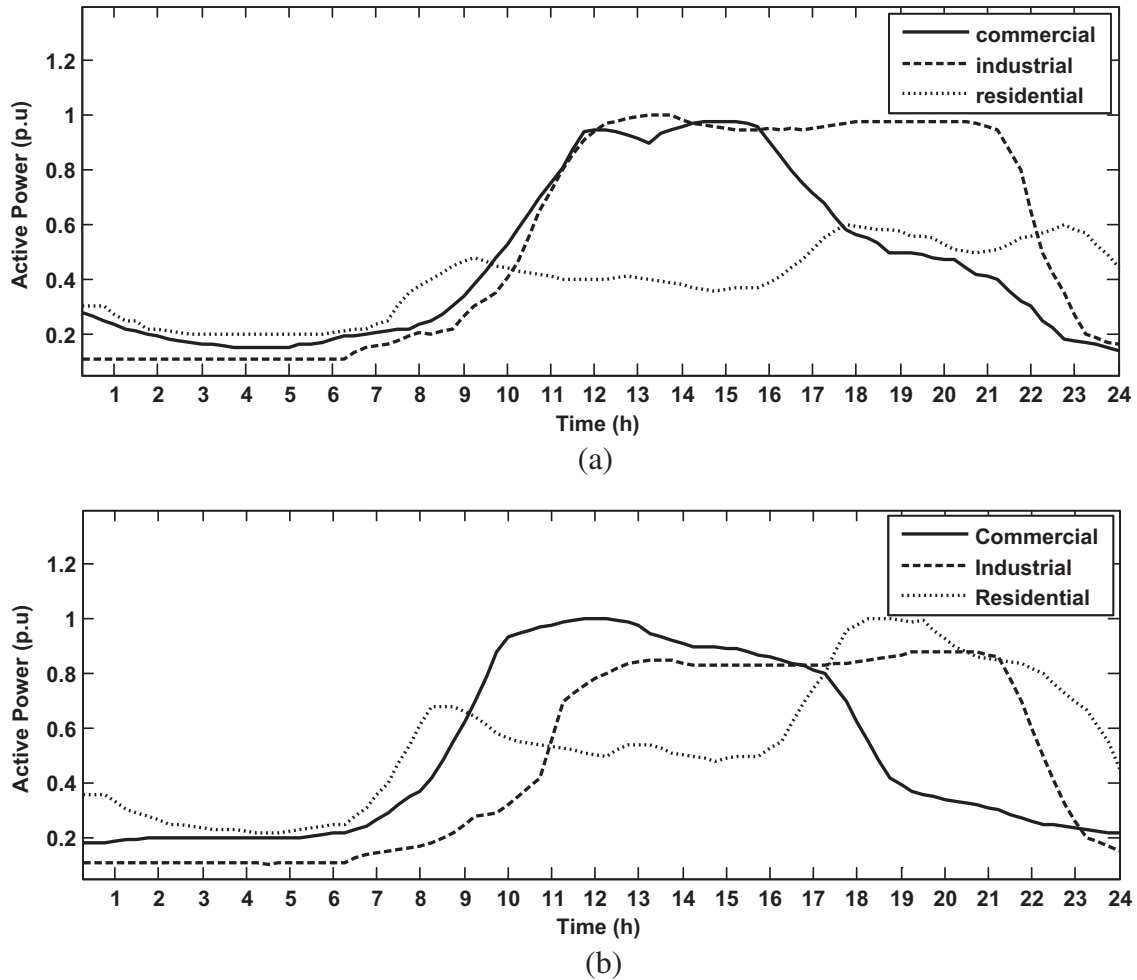 commercial
industrial
residential
1.2
1
0.8
0.6
0.4
0.2
Active Power (p.u)
1 2 3 4 5 6 7 8 9 10 11 12 13 14 15 16 17 18 19 20 21 22 23 24
Time (h)
(a)
Commercial
Industrial
Residential
1.2
1
0.8
0.6
0.4
0.2
Active Power (p.u)
1 2 3 4 5 6 7 8 9 10 11 12 13 14 15 16 17 18 19 20 21 22 23 24
Time (h)
(b)